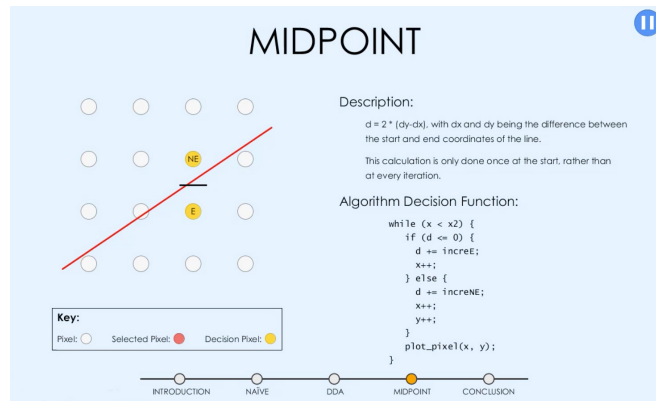 MIDPOINT
Description:
d = 2 * (dy-dx), with dx and dy being the difference between
the start and end coordinates of the line.
This calculation is only done once at the start, rather than
at every iteration.
Algorithm Decision Function:
while (x < x2) {
if (d <= 0) {
d += increE;
x++;
} else {
d += increNE;
x++;
y++;
}
plot_pixel(x, y);
}
NE
E
Key:
Pixel: Selected Pixel: Decision Pixel:
INTRODUCTION NAÏVE DDA MIDPOINT CONCLUSION